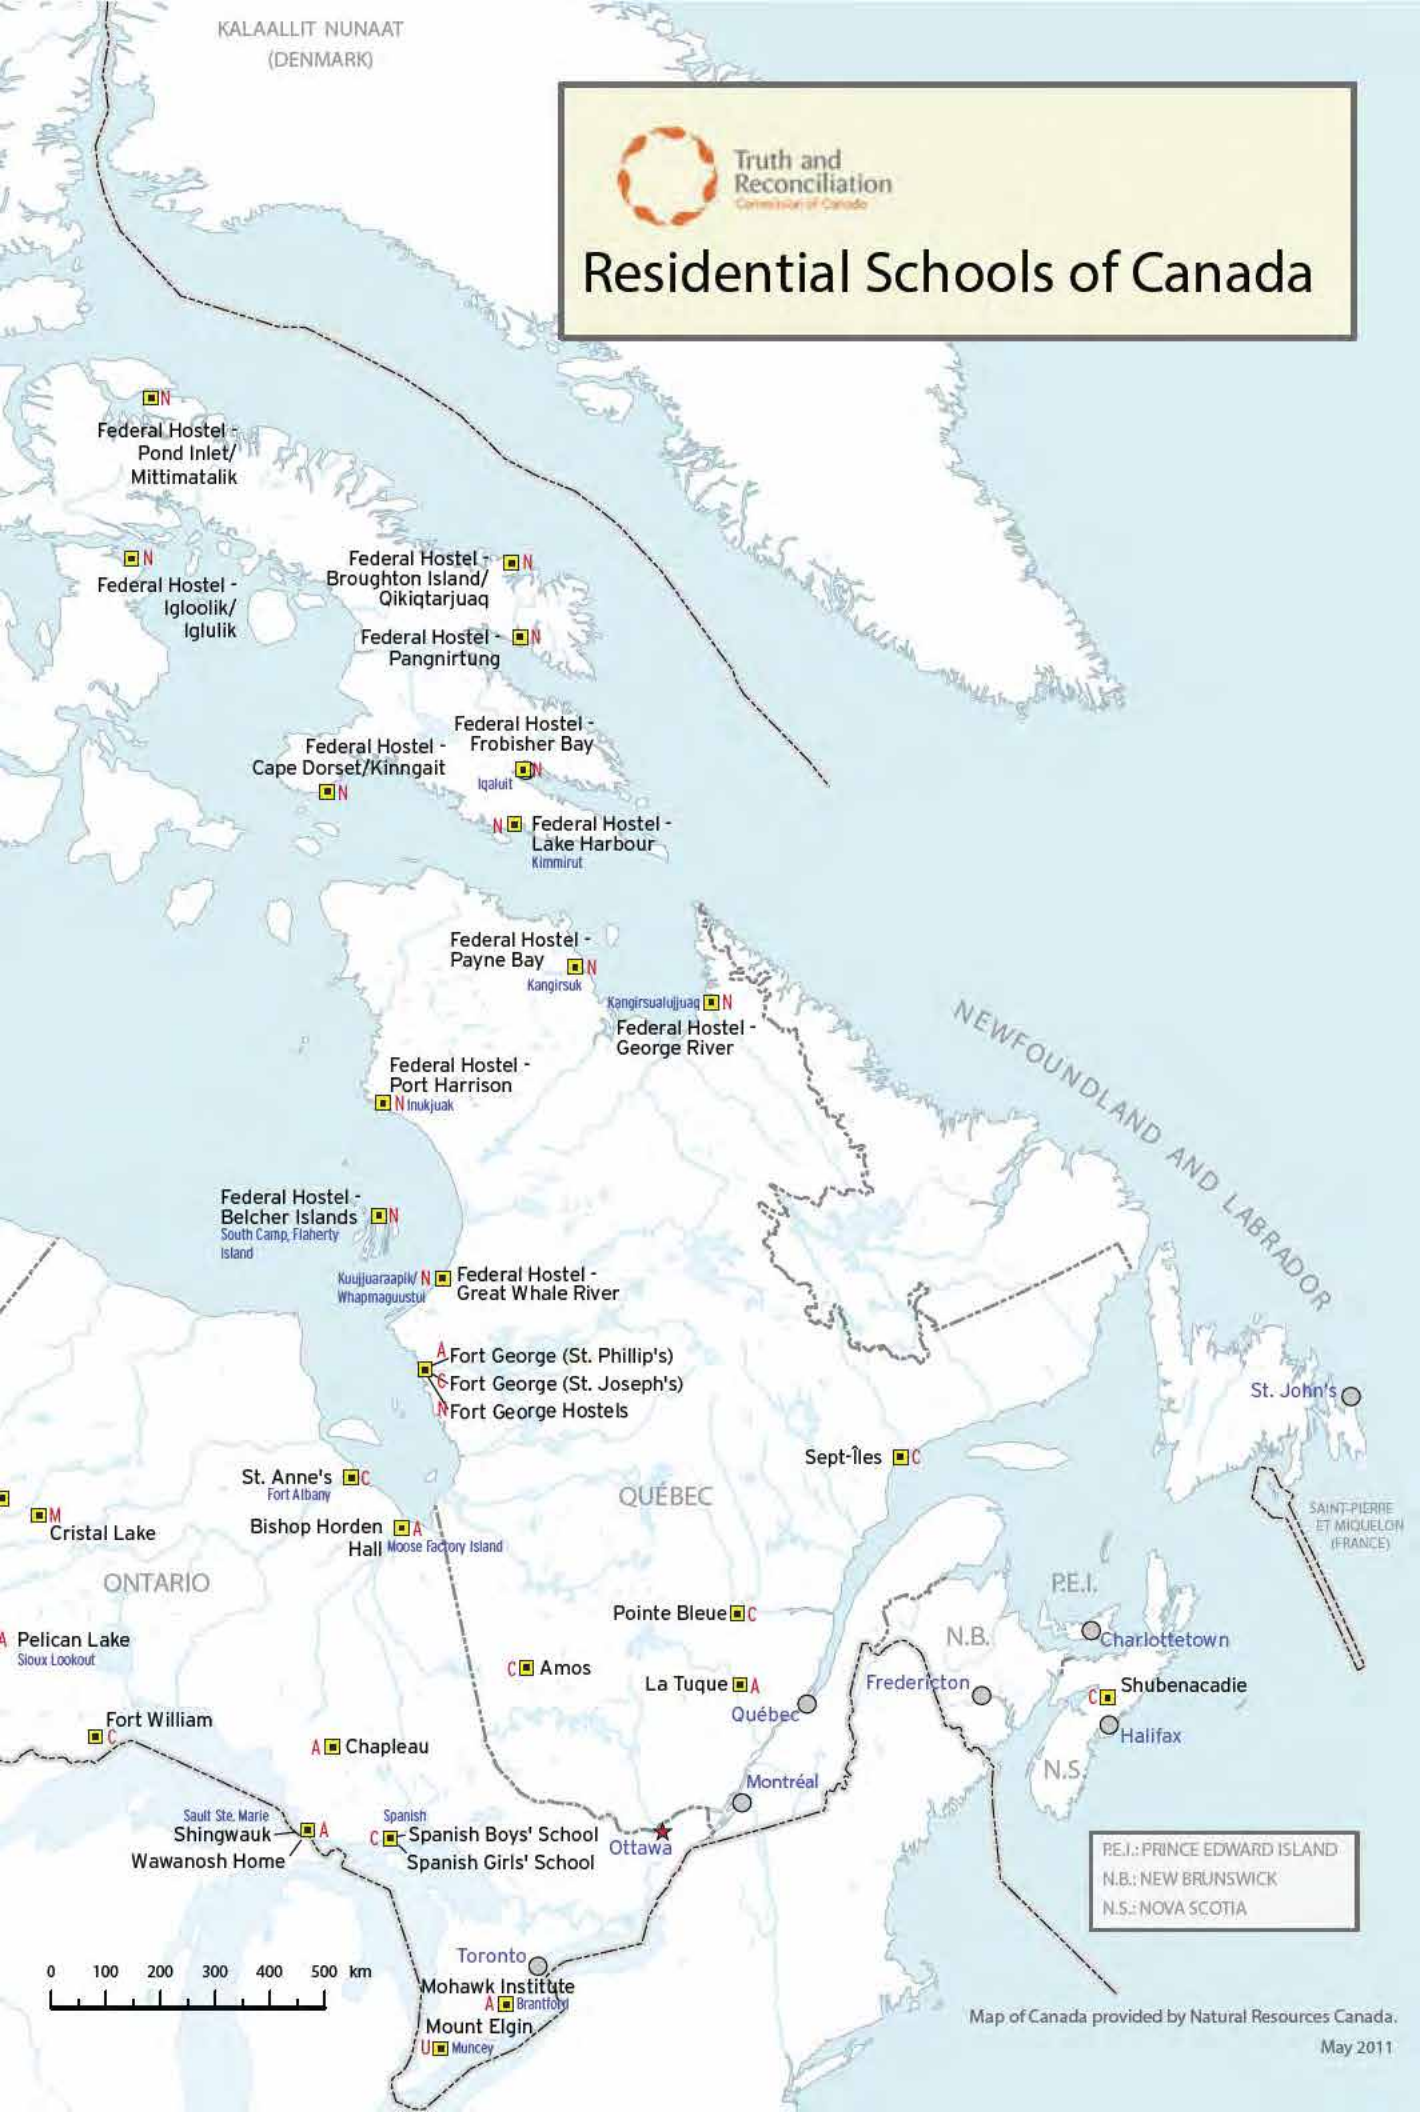 KALAALLIT NUNAAT
(DENMARK)
Truth and
Reconciliation
Commission of Canada
Residential Schools of Canada
N
Federal Hostel -
Pond Inlet/
Mittimatalik
N
Federal Hostel -
Igloolik/
Iglulik
Federal Hostel -
Broughton Island/
Qikiqtarjuaq
N
Federal Hostel -
Pangnirtung
N
Federal Hostel -
Frobisher Bay
N
Iqaluit
Federal Hostel -
Cape Dorset/Kinngait
N
N
Federal Hostel -
Lake Harbour
Kimmirut
Federal Hostel -
Payne Bay
N
Kangirsuk
Kangirsualujjuaq
N
Federal Hostel -
George River
NEWFOUNDLAND AND LABRADOR
Federal Hostel -
Port Harrison
N Inukjuak
Federal Hostel -
Belcher Islands
N
South Camp, Flaherty
Island
Kuujjuaraapik/
Whapmaguustui
N
Federal Hostel -
Great Whale River
A Fort George (St. Phillip's)
C Fort George (St. Joseph's)
N Fort George Hostels
St. John's
Sept-Îles C
St. Anne's C
Fort Albany
QUÉBEC
SAINT-PIERRE
ET MIQUELON
(FRANCE)
M
Cristal Lake
Bishop Horden
Hall
A
Moose Factory Island
ONTARIO
P.E.I.
Pointe Bleue C
N.B.
Charlottetown
A Pelican Lake
Sioux Lookout
C Amos
La Tuque A
Fredericton
C Shubenacadie
Québec
Fort William
C
Halifax
A Chapleau
N.S.
Montréal
Sault Ste. Marie
Shingwauk A
Wawanosh Home
Spanish
C Spanish Boys' School
Spanish Girls' School
Ottawa
P.E.I.: PRINCE EDWARD ISLAND
N.B.: NEW BRUNSWICK
N.S.: NOVA SCOTIA
Toronto
0 100 200 300 400 500 km
Mohawk Institute
A Brantford
Mount Elgin
U Muncey
Map of Canada provided by Natural Resources Canada.
May 2011